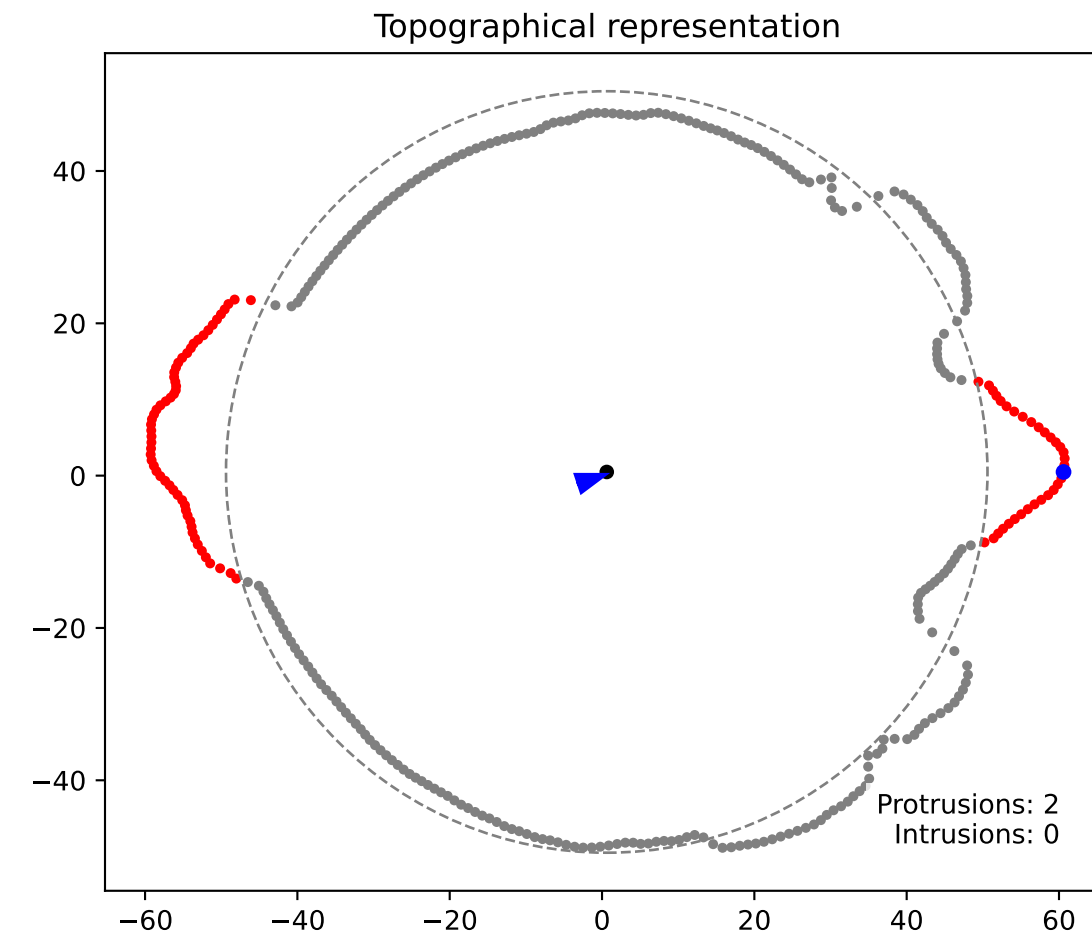 Topographical representation
40
20
0
−20
−40
Protrusions: 2
Intrusions: 0
−60 −40 −20 0 20 40 60